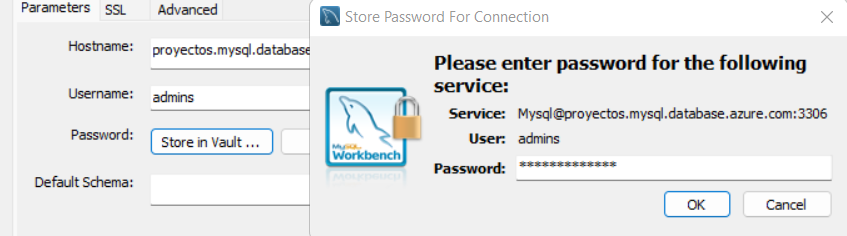 Parameters SSL Advanced
Hostname: proyectos.mysql.database
Username: admins
Password: Store in Vault ...
Default Schema:
Store Password For Connection
Please enter password for the following
service:
Service: Mysql@proyectos.mysql.database.azure.com:3306
User: admins
Password: *************
MySQL
Workbench
OK Cancel